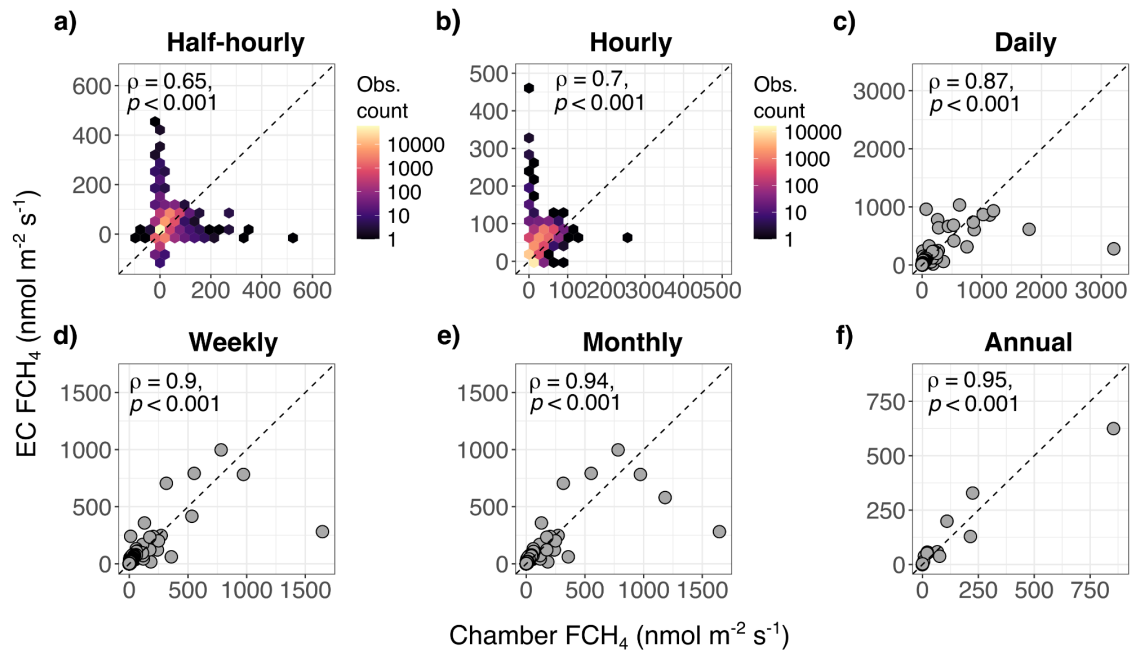 a)
Half-hourly
ρ = 0.65,
p < 0.001
600
400
200
0
0
200
400
600
Obs.
count
10000
1000
100
10
1
b)
Hourly
ρ = 0.7,
p < 0.001
500
400
300
200
100
0
0
100
200
300
400
500
Obs.
count
10000
1000
100
10
1
c)
Daily
ρ = 0.87,
p < 0.001
3000
2000
1000
0
0
1000
2000
3000
EC FCH₄ (nmol m⁻² s⁻¹)
d)
Weekly
ρ = 0.9,
p < 0.001
1500
1000
500
0
0
500
1000
1500
e)
Monthly
ρ = 0.94,
p < 0.001
1500
1000
500
0
0
500
1000
1500
f)
Annual
ρ = 0.95,
p < 0.001
750
500
250
0
0
250
500
750
Chamber FCH₄ (nmol m⁻² s⁻¹)